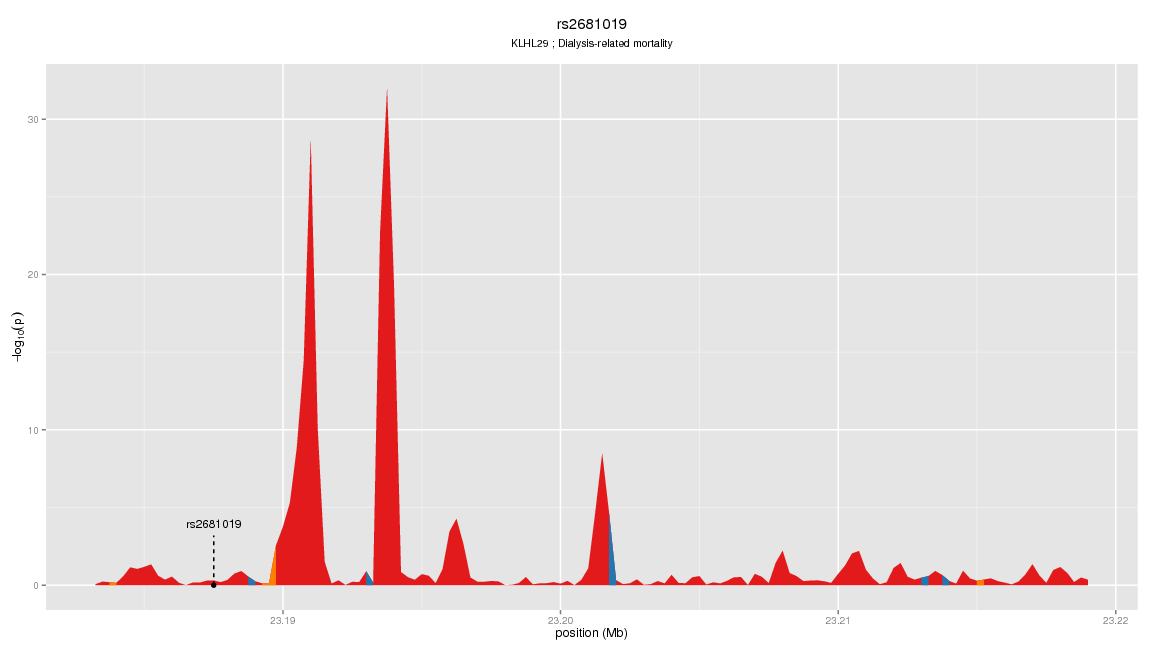 rs2681019
KLHL29 ; Dialysis-related mortality
30
20
10
0
−log10(p)
rs2681019
23.19
23.20
23.21
23.22
position (Mb)